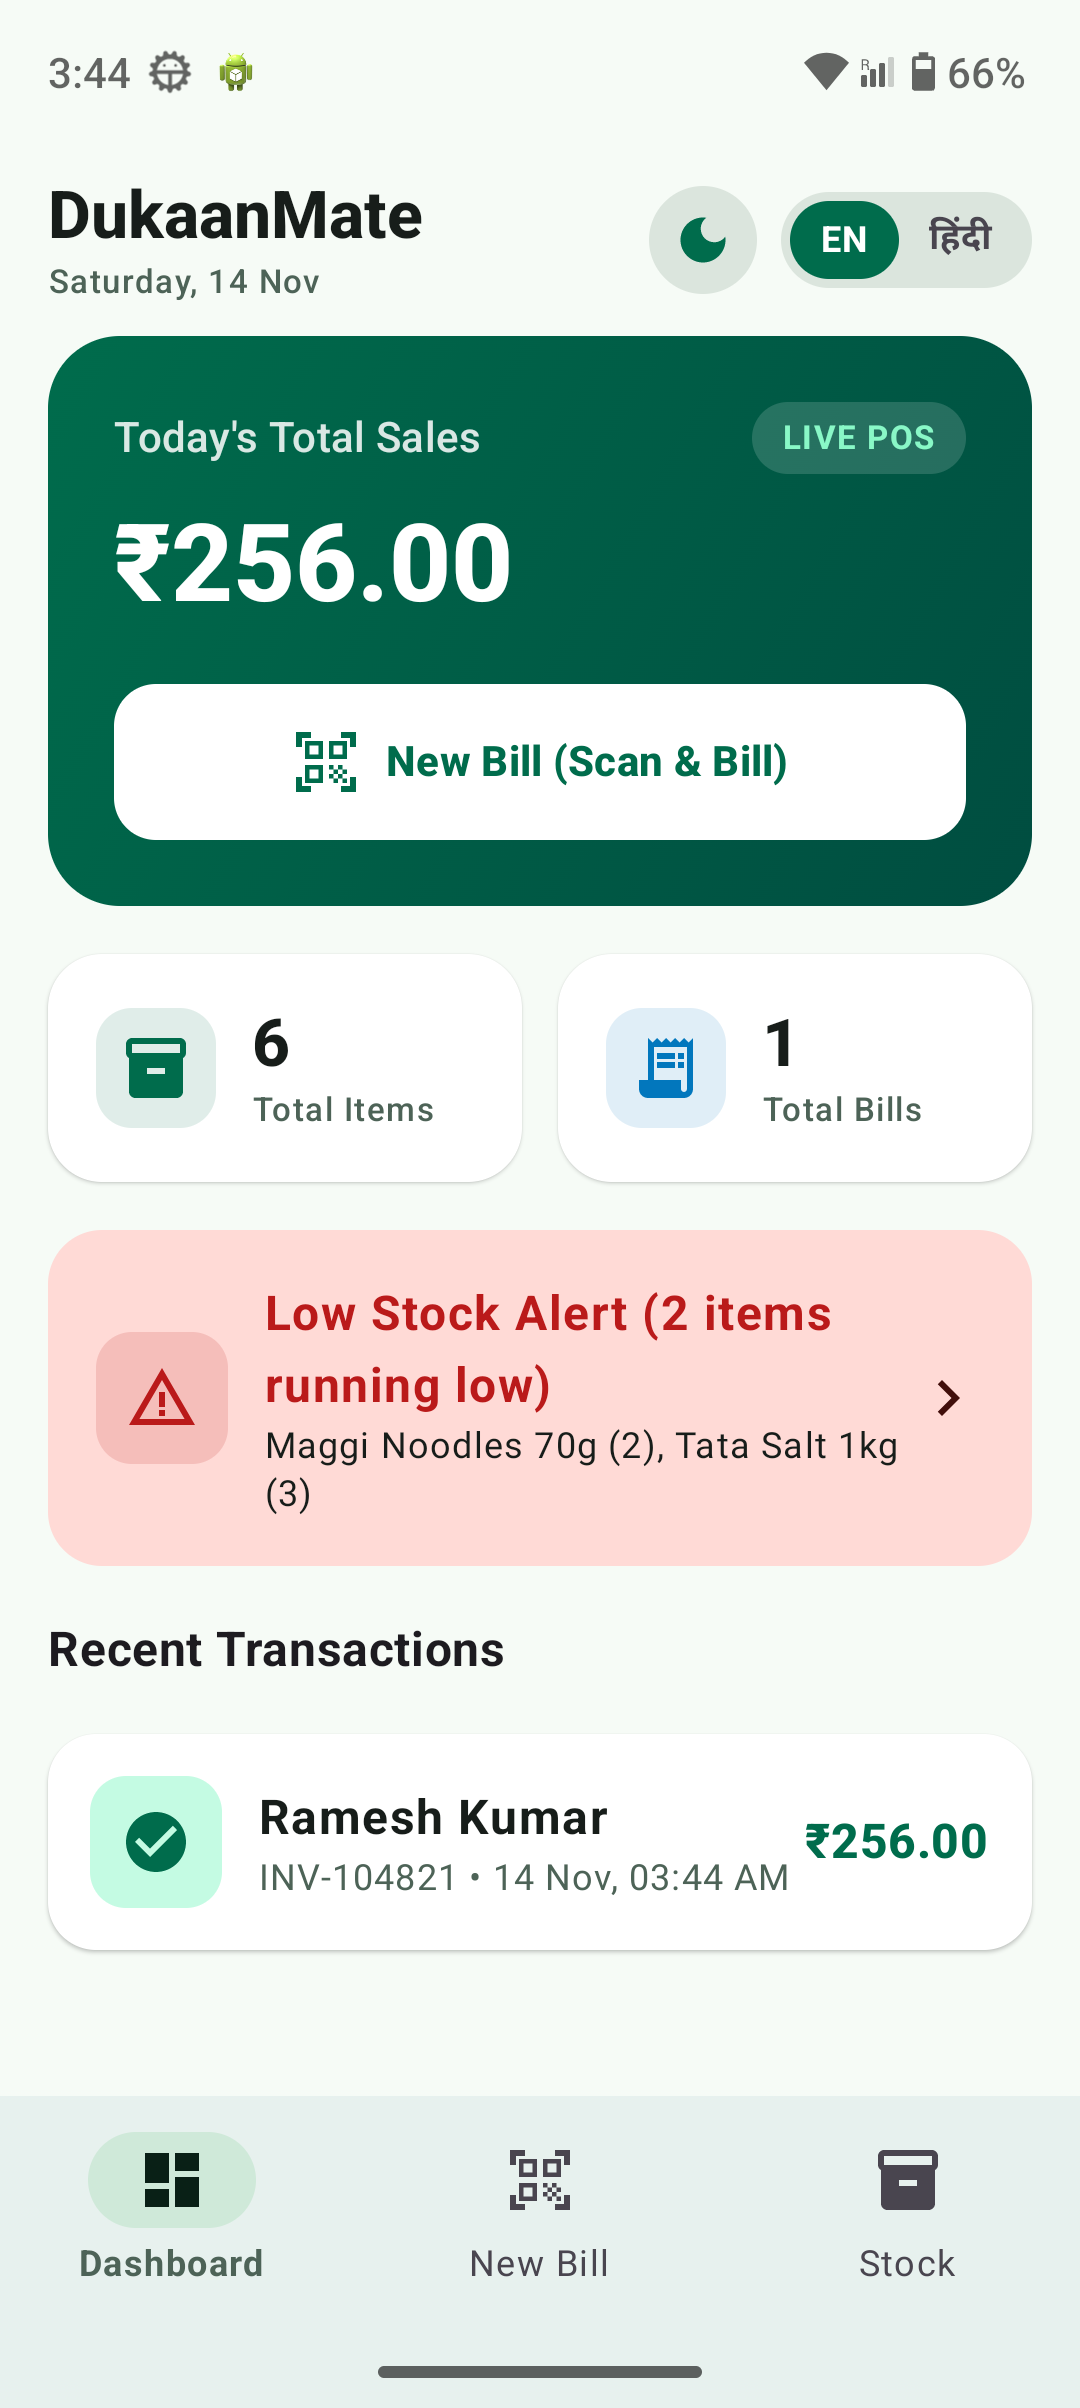 3:44
66%
DukaanMate
Saturday, 14 Nov
EN
हिंदी
Today's Total Sales
LIVE POS
₹256.00
New Bill (Scan & Bill)
6
Total Items
1
Total Bills
Low Stock Alert (2 items
running low)
Maggi Noodles 70g (2), Tata Salt 1kg
(3)
Recent Transactions
Ramesh Kumar
INV-104821 • 14 Nov, 03:44 AM
₹256.00
Dashboard
New Bill
Stock